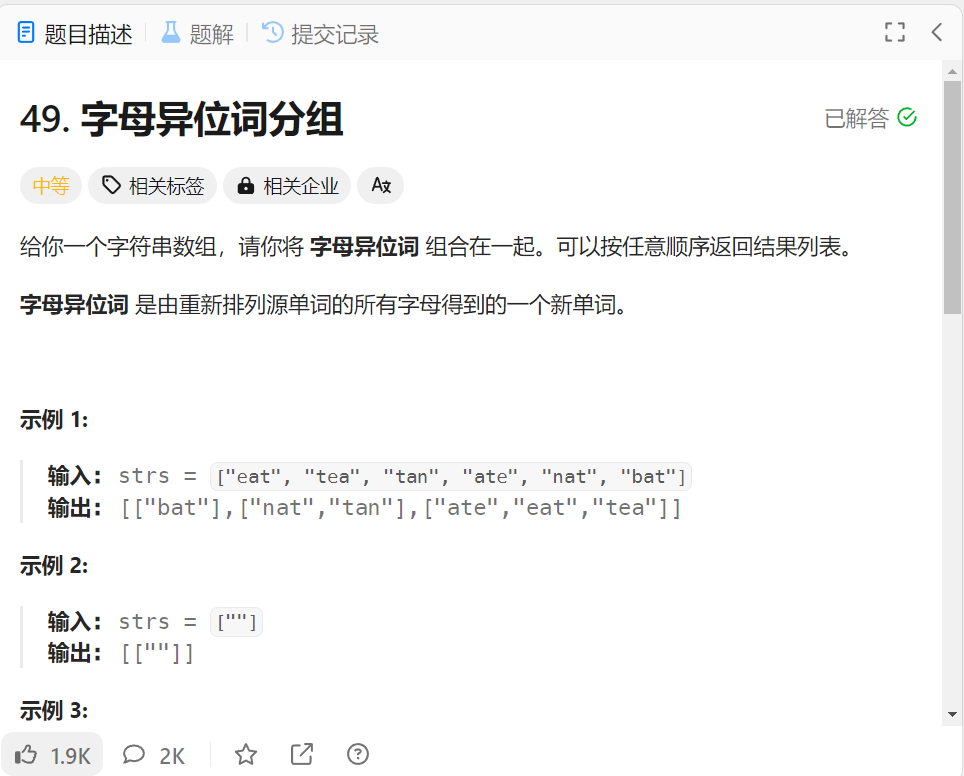 题目描述 题解 提交记录
49. 字母异位词分组 已解答
中等 相关标签 相关企业 Aあ
给你一个字符串数组，请你将 字母异位词 组合在一起。可以按任意顺序返回结果列表。
字母异位词 是由重新排列源单词的所有字母得到的一个新单词。
示例 1:
输入: strs = ["eat", "tea", "tan", "ate", "nat", "bat"]
输出: [["bat"],["nat","tan"],["ate","eat","tea"]]
示例 2:
输入: strs = [""]
输出: [[""]]
示例 3:
1.9K 2K